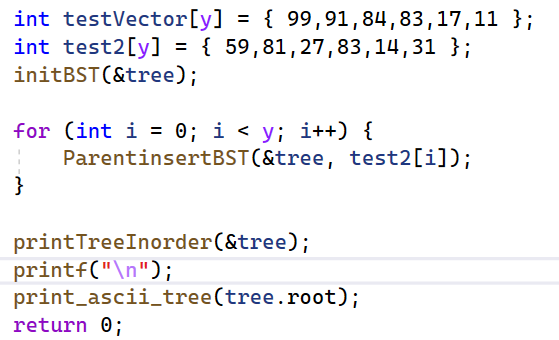 int testVector[y] = { 99,91,84,83,17,11 };
int test2[y] = { 59,81,27,83,14,31 };
initBST(&tree);
for (int i = 0; i < y; i++) {
    ParentinsertBST(&tree, test2[i]);
}
printTreeInorder(&tree);
printf("\n");
print_ascii_tree(tree.root);
return 0;